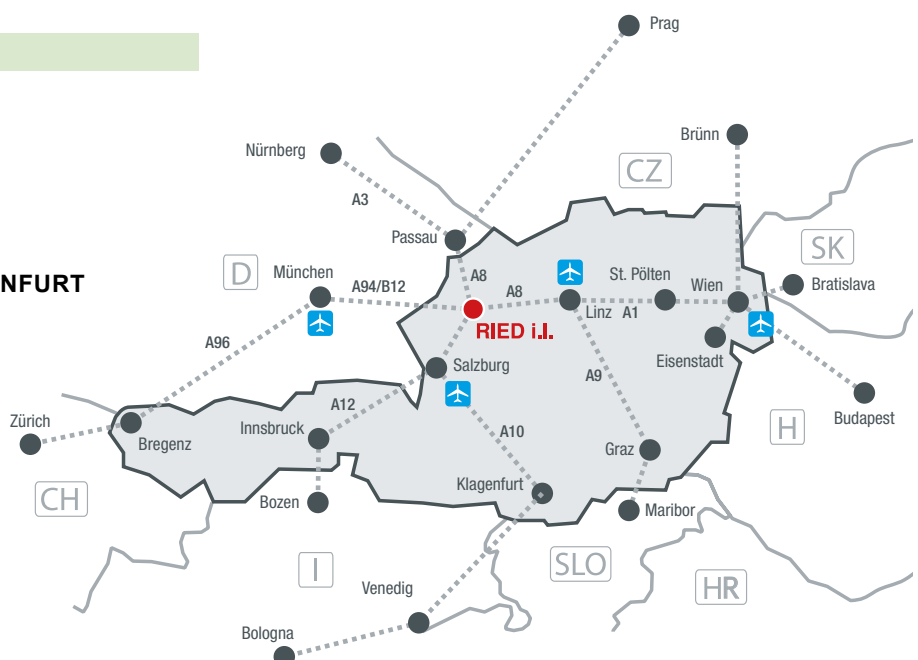 Prag
Brünn
Nürnberg
CZ
A3
Passau
SK
NFURT
D
München
A94/B12
A8
A8
St. Pölten
Wien
Bratislava
Linz
A1
RIED i.I.
A96
Eisenstadt
Salzburg
A9
A12
Zürich
Bregenz
Innsbruck
A10
Graz
H
Budapest
CH
Bozen
Klagenfurt
Maribor
I
SLO
HR
Venedig
Bologna